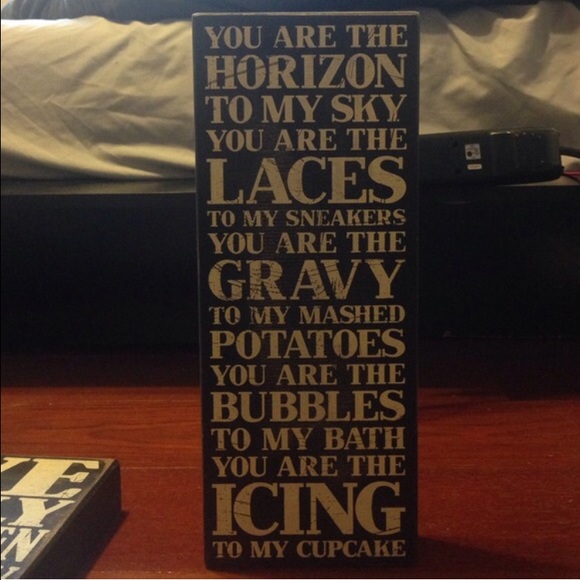 YOU ARE THE
HORIZON
TO MY SKY
YOU ARE THE
LACES
TO MY SNEAKERS
YOU ARE THE
GRAVY
TO MY MASHED
POTATOES
YOU ARE THE
BUBBLES
TO MY BATH
YOU ARE THE
ICING
TO MY CUPCAKE